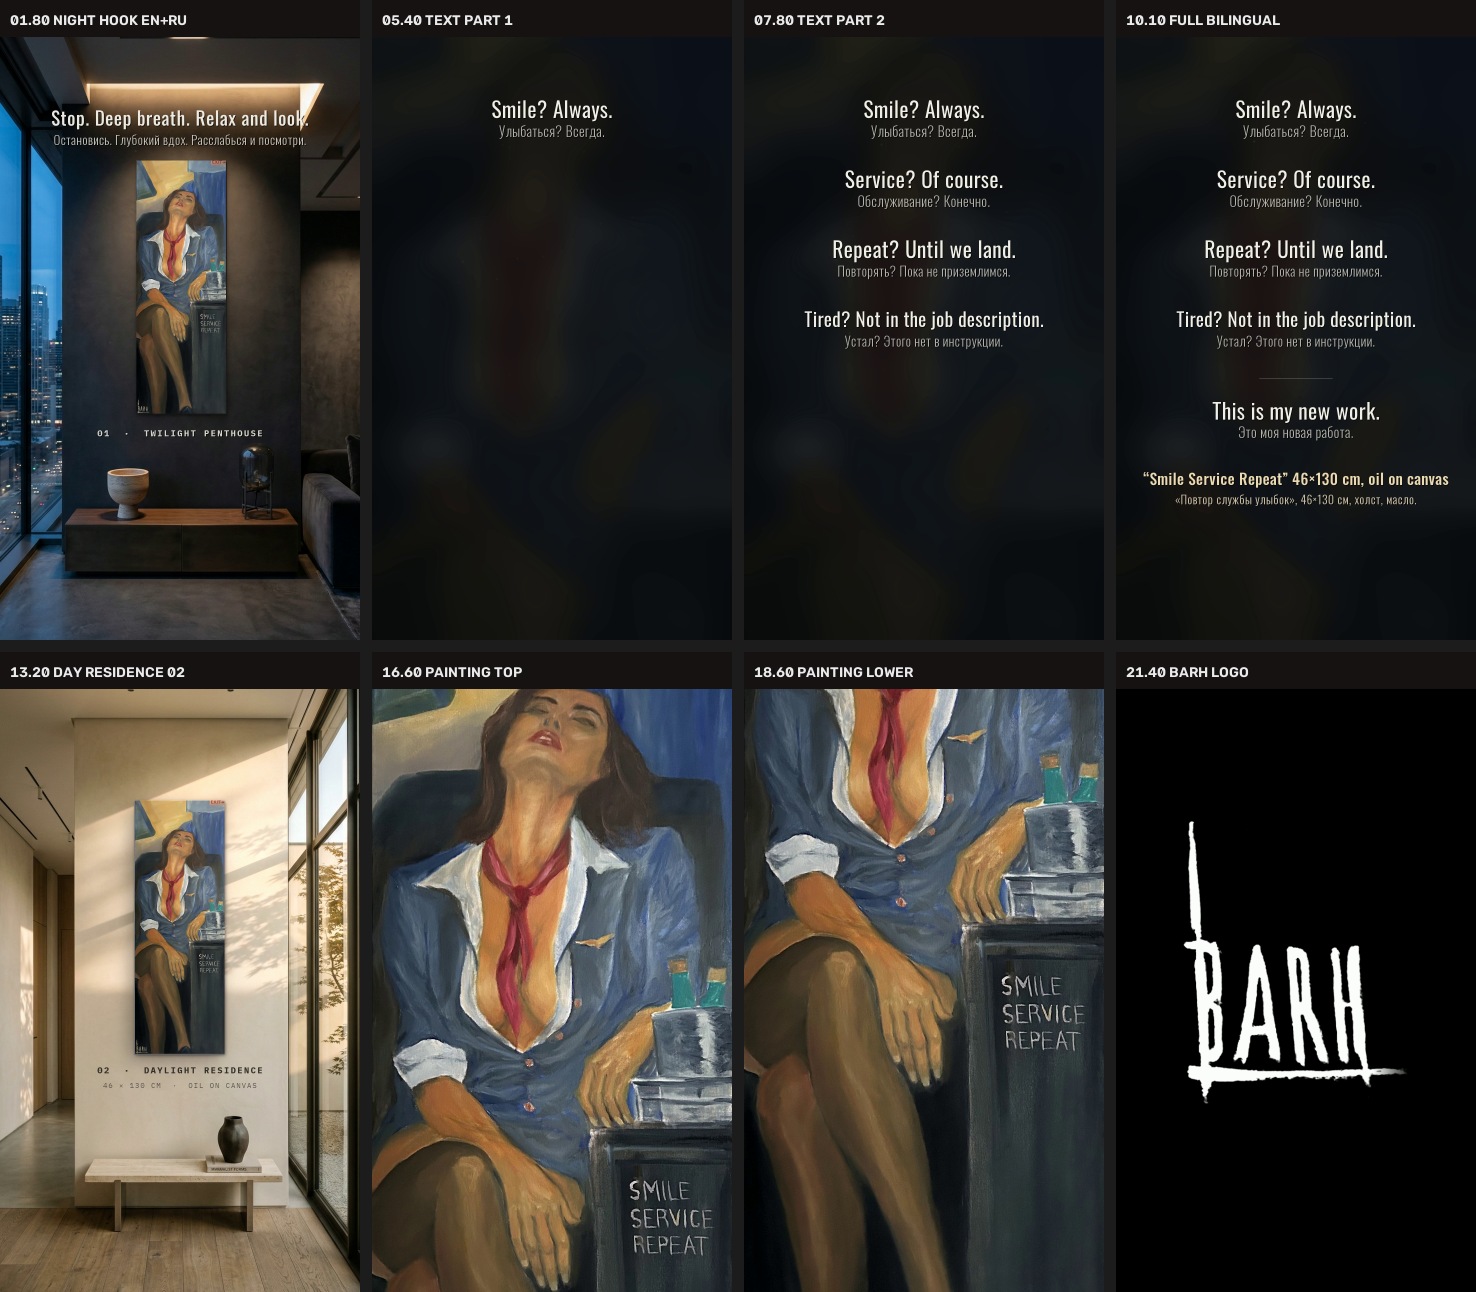 01.80 NIGHT HOOK EN+RU
Stop. Deep breath. Relax and look.
Остановись. Глубокий вдох. Расслабься и посмотри.
SMILE
SERVICE
REPEAT
BARH
01 · TWILIGHT PENTHOUSE
05.40 TEXT PART 1
Smile? Always.
Улыбаться? Всегда.
07.80 TEXT PART 2
Smile? Always.
Улыбаться? Всегда.
Service? Of course.
Обслуживание? Конечно.
Repeat? Until we land.
Повторять? Пока не приземлимся.
Tired? Not in the job description.
Устал? Этого нет в инструкции.
10.10 FULL BILINGUAL
Smile? Always.
Улыбаться? Всегда.
Service? Of course.
Обслуживание? Конечно.
Repeat? Until we land.
Повторять? Пока не приземлимся.
Tired? Not in the job description.
Устал? Этого нет в инструкции.
This is my new work.
Это моя новая работа.
“Smile Service Repeat” 46×130 cm, oil on canvas
«Повтор службы улыбок», 46×130 см, холст, масло.
13.20 DAY RESIDENCE 02
SMILE
SERVICE
REPEAT
BARH
02 · DAYLIGHT RESIDENCE
46 × 130 CM · OIL ON CANVAS
16.60 PAINTING TOP
SMILE
SERVICE
REPEAT
18.60 PAINTING LOWER
SMILE
SERVICE
REPEAT
21.40 BARH LOGO
BARH